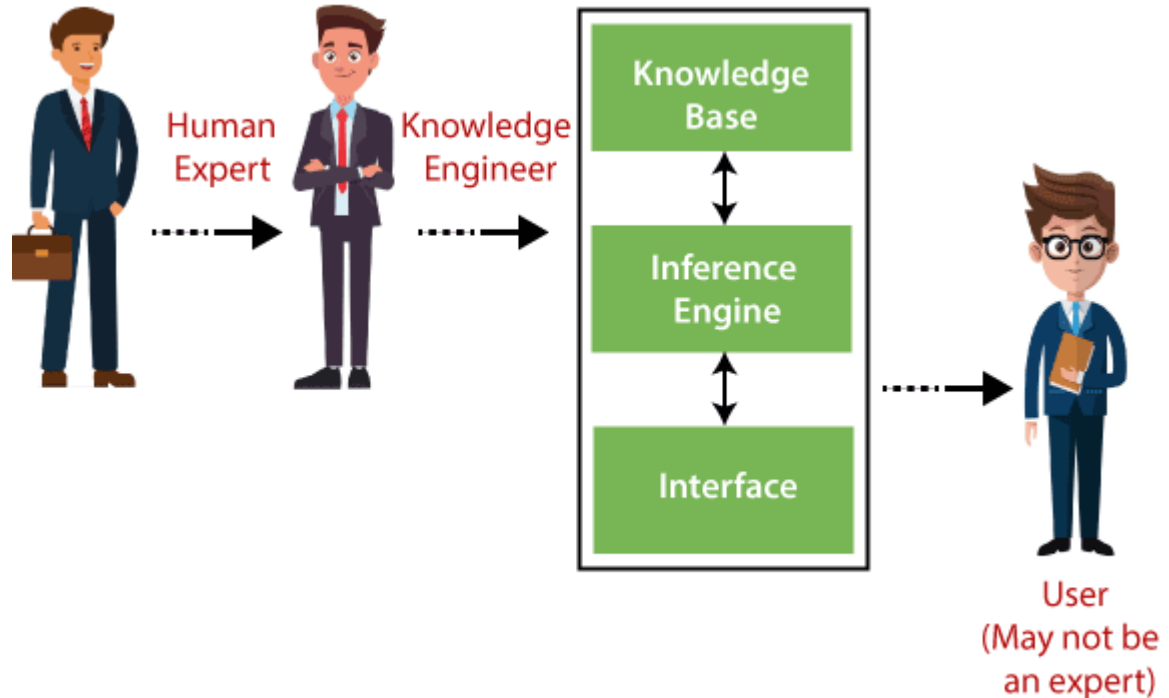 Human
Expert
Knowledge
Engineer
Knowledge
Base
Inference
Engine
Interface
User
(May not be
an expert)